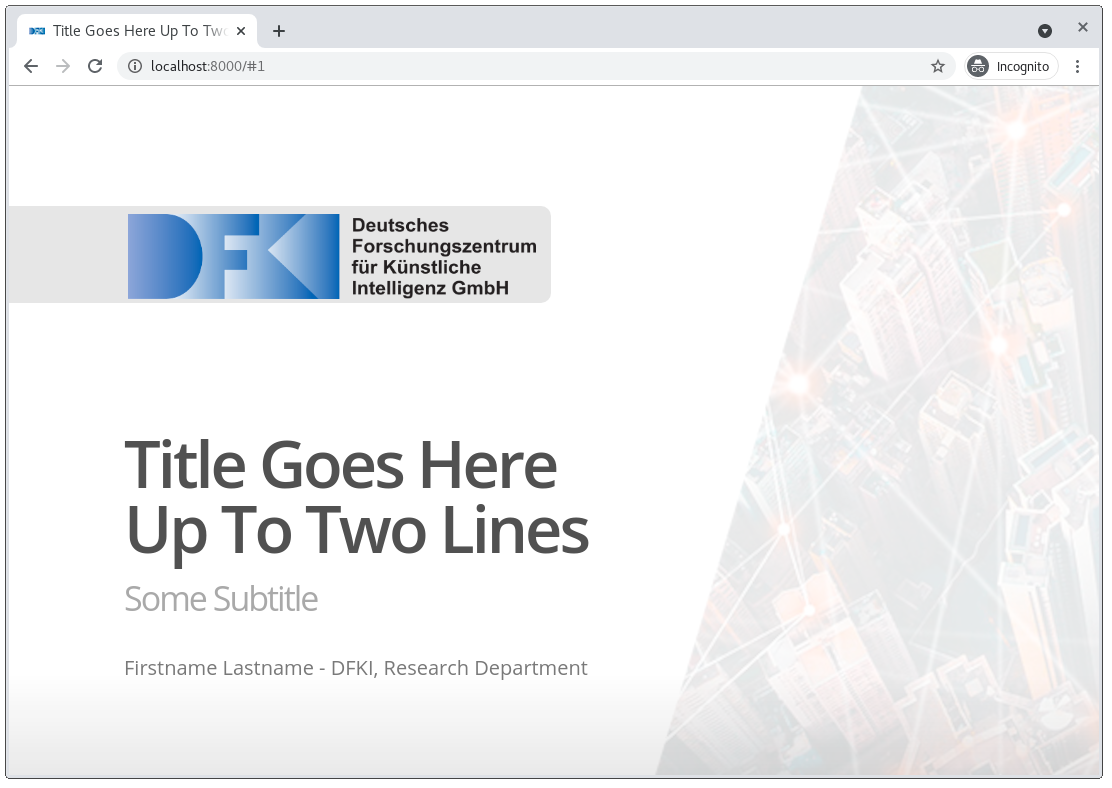 Title Goes Here Up To Tw
localhost:8000/#1
Incognito
DFKI
Deutsches
Forschungszentrum
für Künstliche
Intelligenz GmbH
Title Goes Here
Up To Two Lines
Some Subtitle
Firstname Lastname - DFKI, Research Department